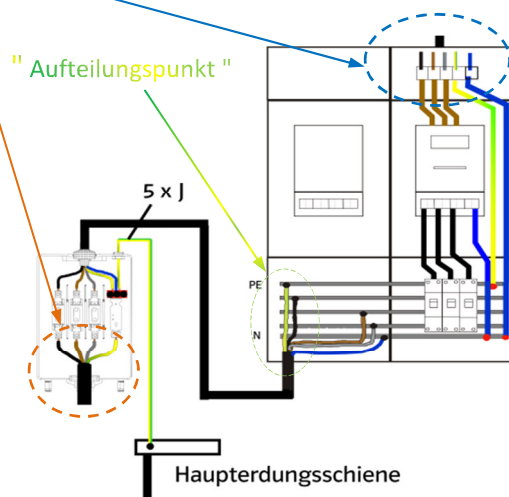 " Aufteilungspunkt "
5 x J
PE
N
Haupterdungsschiene